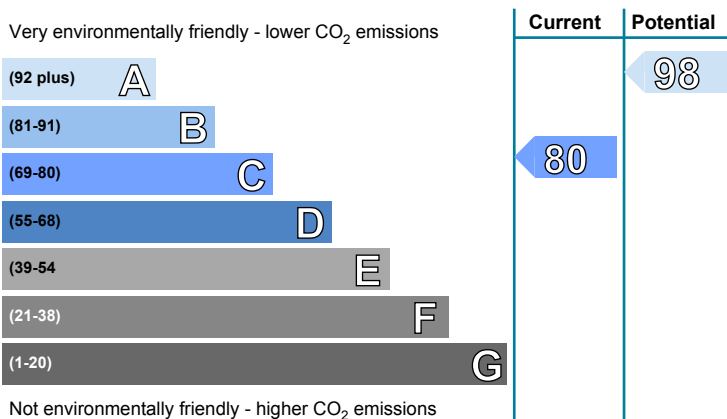 Very environmentally friendly - lower CO2 emissions
Current
Potential
(92 plus) A
98
(81-91) B
(69-80) C
80
(55-68) D
(39-54 E
(21-38) F
(1-20) G
Not environmentally friendly - higher CO2 emissions